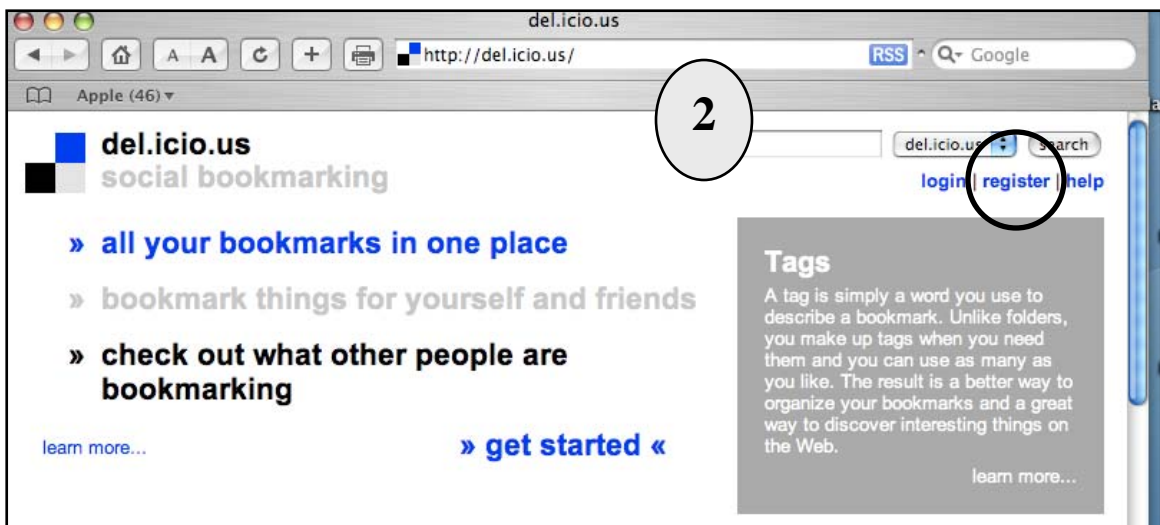 del.icio.us
A A + http://del.icio.us/ RSS Google
Apple (46)
2
del.icio.us
social bookmarking
del.icio.us search
login | register | help
» all your bookmarks in one place
» bookmark things for yourself and friends
» check out what other people are
bookmarking
learn more...
» get started «
Tags
A tag is simply a word you use to
describe a bookmark. Unlike folders,
you make up tags when you need
them and you can use as many as
you like. The result is a better way to
organize your bookmarks and a great
way to discover interesting things on
the Web.
learn more...